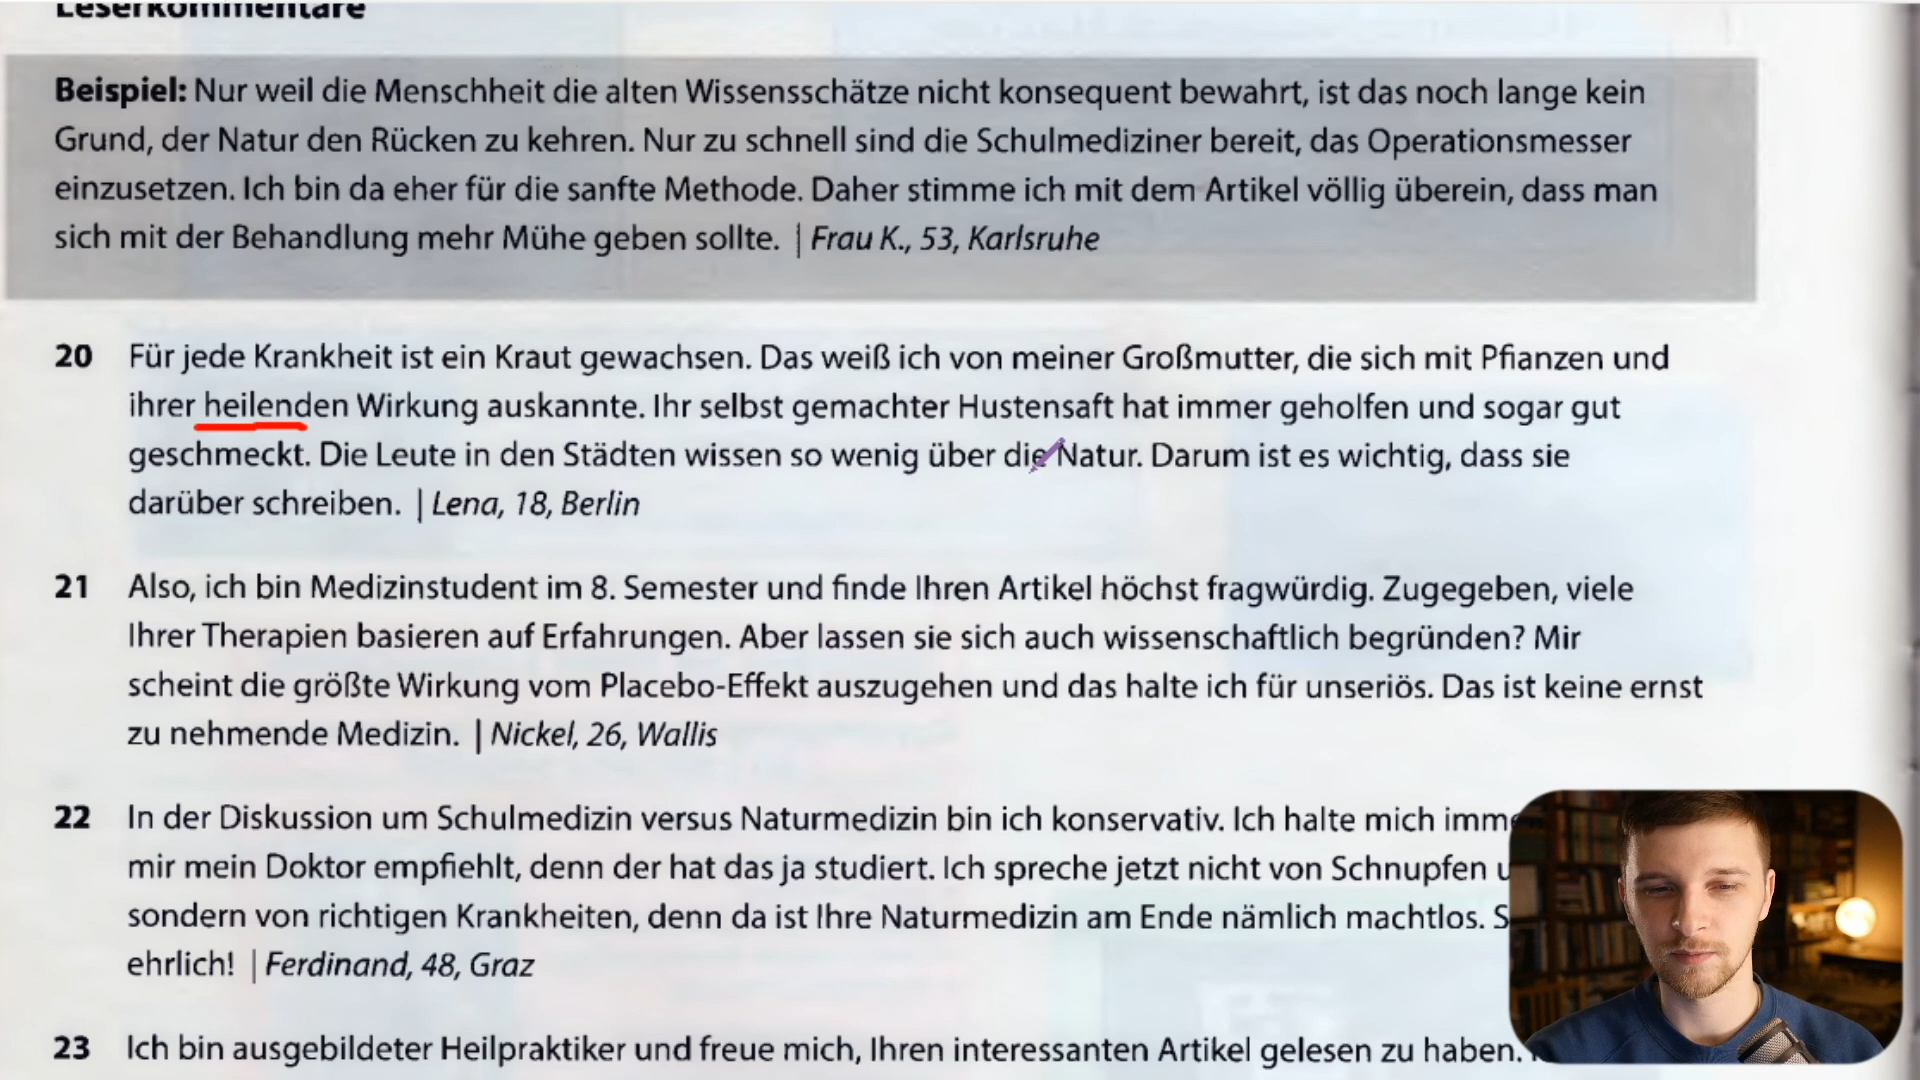 Leserkommentare
Beispiel: Nur weil die Menschheit die alten Wissensschätze nicht konsequent bewahrt, ist das noch lange kein
Grund, der Natur den Rücken zu kehren. Nur zu schnell sind die Schulmediziner bereit, das Operationsmesser
einzusetzen. Ich bin da eher für die sanfte Methode. Daher stimme ich mit dem Artikel völlig überein, dass man
sich mit der Behandlung mehr Mühe geben sollte. | Frau K., 53, Karlsruhe
20 Für jede Krankheit ist ein Kraut gewachsen. Das weiß ich von meiner Großmutter, die sich mit Pfianzen und
ihrer heilenden Wirkung auskannte. Ihr selbst gemachter Hustensaft hat immer geholfen und sogar gut
geschmeckt. Die Leute in den Städten wissen so wenig über die Natur. Darum ist es wichtig, dass sie
darüber schreiben. | Lena, 18, Berlin
21 Also, ich bin Medizinstudent im 8. Semester und finde Ihren Artikel höchst fragwürdig. Zugegeben, viele
Ihrer Therapien basieren auf Erfahrungen. Aber lassen sie sich auch wissenschaftlich begründen? Mir
scheint die größte Wirkung vom Placebo-Effekt auszugehen und das halte ich für unseriös. Das ist keine ernst
zu nehmende Medizin. | Nickel, 26, Wallis
22 In der Diskussion um Schulmedizin versus Naturmedizin bin ich konservativ. Ich halte mich
mir mein Doktor empfiehlt, denn der hat das ja studiert. Ich spreche jetzt nicht von Schnupfen
sondern von richtigen Krankheiten, denn da ist Ihre Naturmedizin am Ende nämlich machtlos.
ehrlich! | Ferdinand, 48, Graz
23 Ich bin ausgebildeter Heilpraktiker und freue mich, Ihren interessanten Artikel gelesen zu haben.